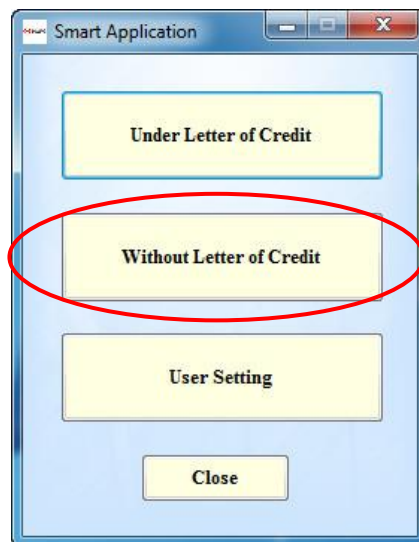 Smart Application
Under Letter of Credit
Without Letter of Credit
User Setting
Close